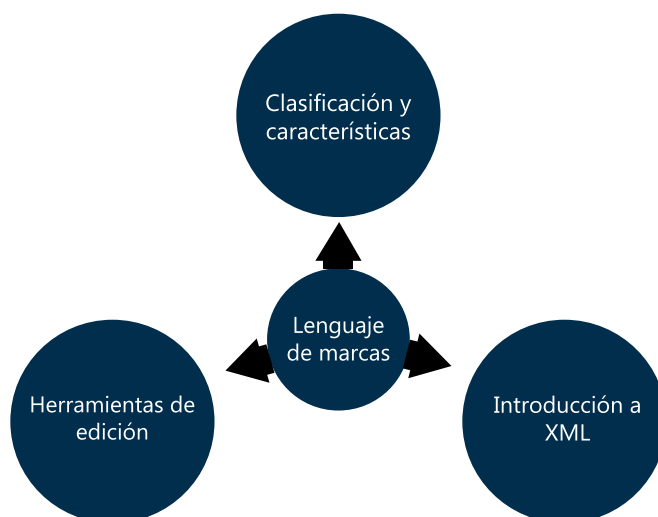 Clasificación y
características
Lenguaje
de marcas
Herramientas de
edición
Introducción a
XML